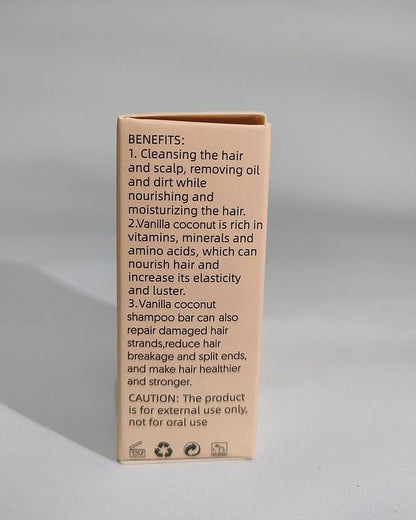 BENEFITS:
1. Cleansing the hair
and scalp, removing oil
and dirt while
nourishing and
moisturizing the hair.
2.Vanilla coconut is rich in
vitamins, minerals and
amino acids, which can
nourish hair and
increase its elasticity
and luster.
3.Vanilla coconut
shampoo bar can also
repair damaged hair
strands,reduce hair
breakage and split ends,
and make hair healthier
and stronger.
CAUTION: The product
is for external use only,
not for oral use